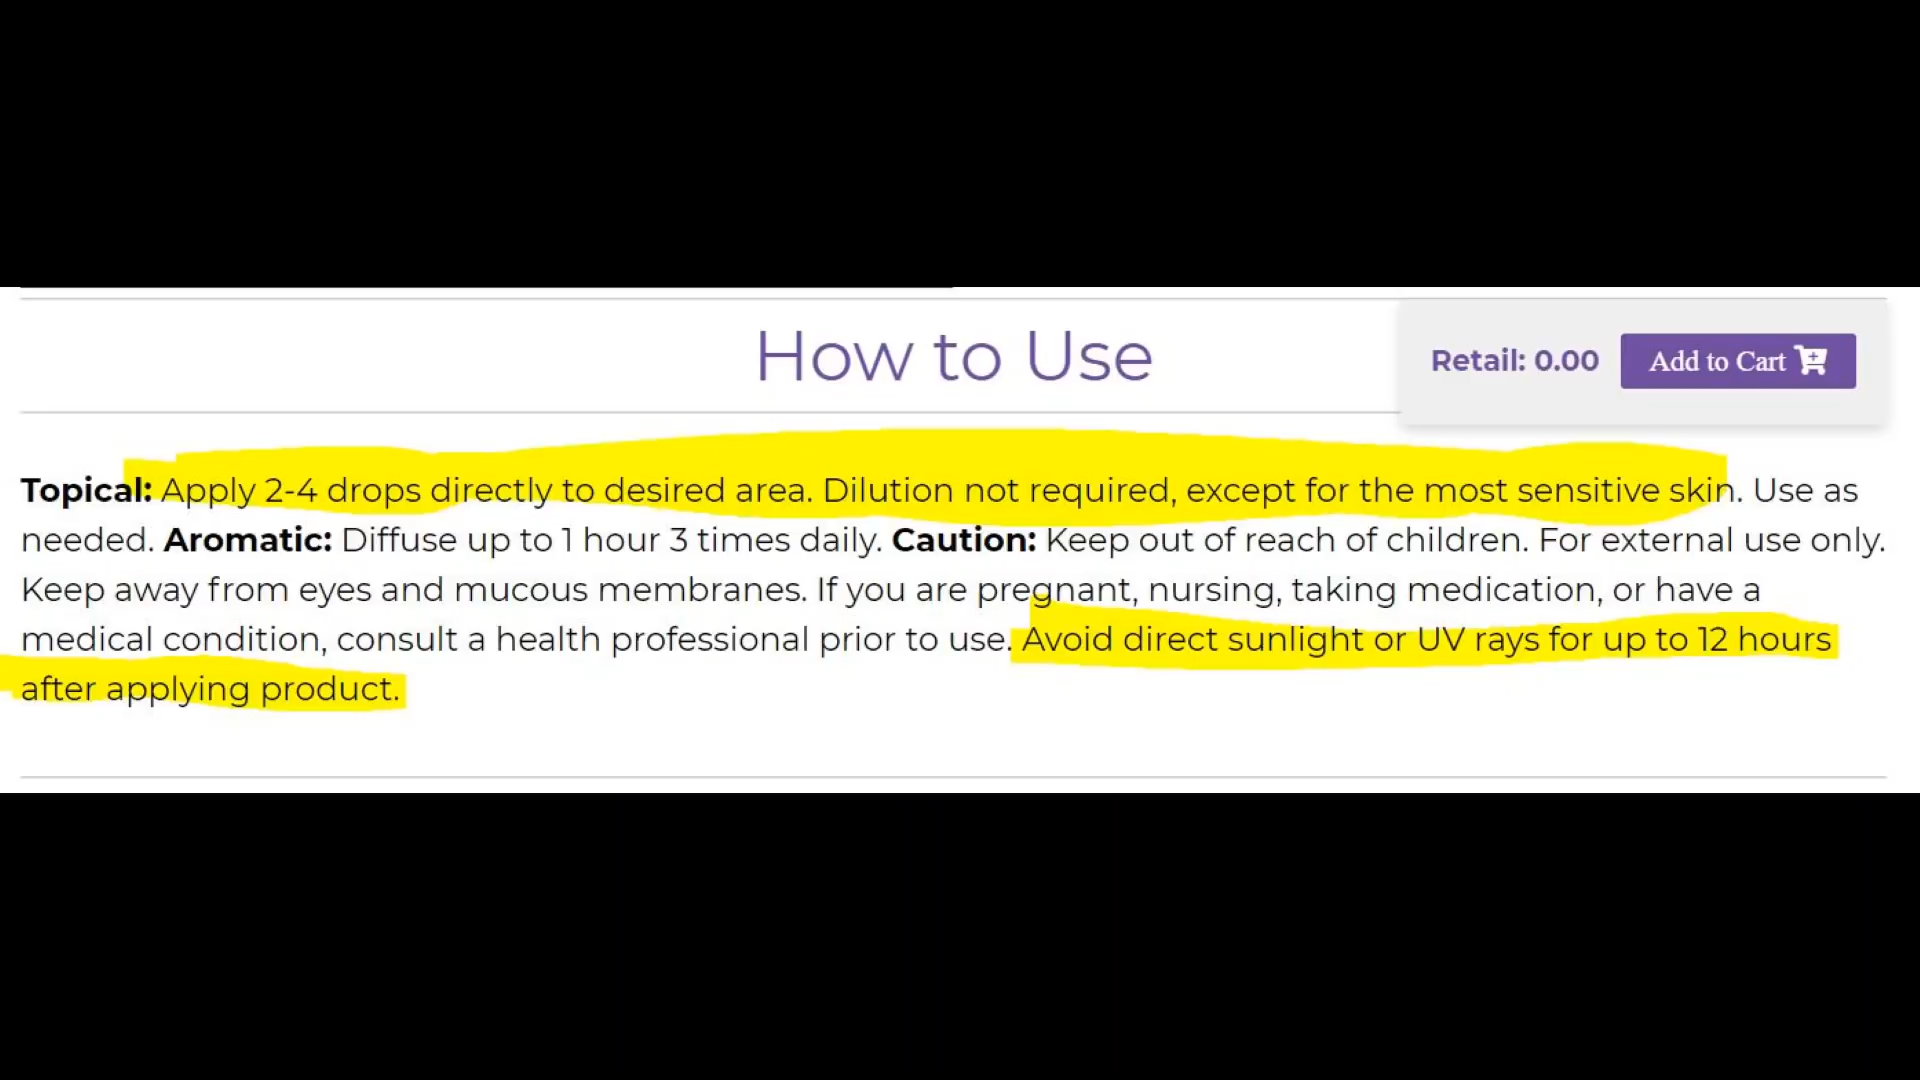 How to Use
Retail: 0.00
Add to Cart
Topical: Apply 2-4 drops directly to desired area. Dilution not required, except for the most sensitive skin. Use as
needed. Aromatic: Diffuse up to 1 hour 3 times daily. Caution: Keep out of reach of children. For external use only.
Keep away from eyes and mucous membranes. If you are pregnant, nursing, taking medication, or have a
medical condition, consult a health professional prior to use. Avoid direct sunlight or UV rays for up to 12 hours
after applying product.